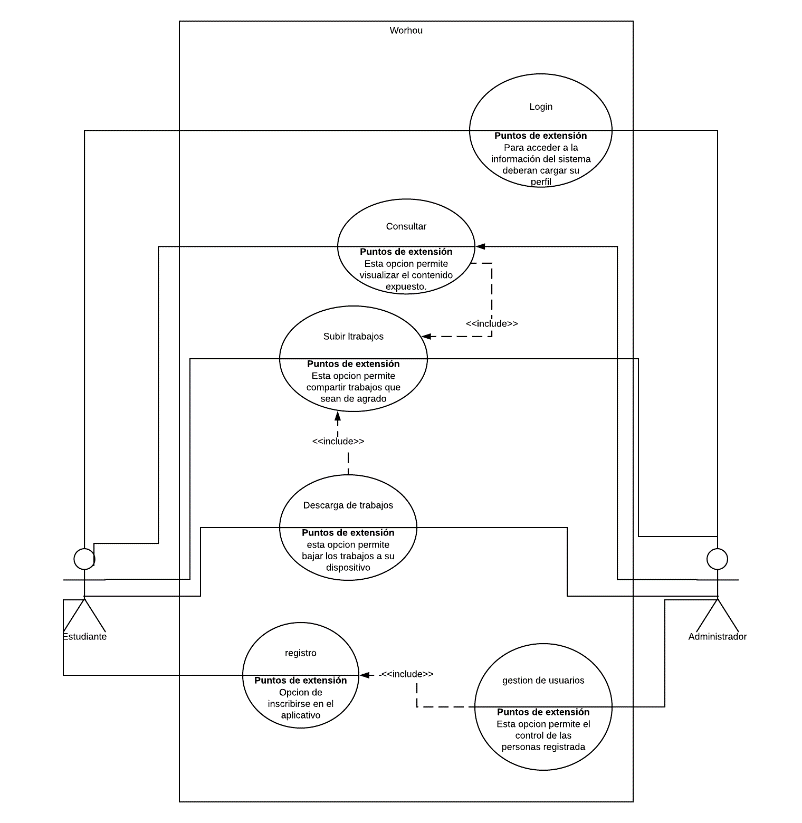 Worhou
Login
Puntos de extensión
Para acceder a la
información del sistema
deberan cargar su
perfil
Consultar
Puntos de extensión
Esta opcion permite
visualizar el contenido
expuesto.
<<include>>
Subir ltrabajos
Puntos de extensión
Esta opcion permite
compartir trabajos que
sean de agrado
<<include>>
Descarga de trabajos
Puntos de extensión
esta opcion permite
bajar los trabajos a su
dispositivo
Estudiante
Administrador
registro
Puntos de extensión
Opcion de
inscribirse en el
aplicativo
<<include>>
gestion de usuarios
Puntos de extensión
Esta opcion permite el
control de las
personas registrada